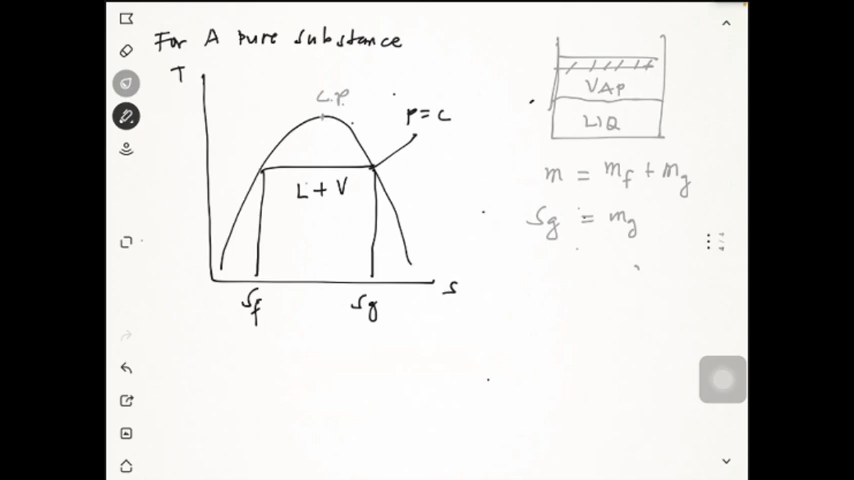 For A pure substance
T
C.P.
P = C
L + V
Sf
Sg
S
VAP
LIQ
m = mf + mg
Sg = mg